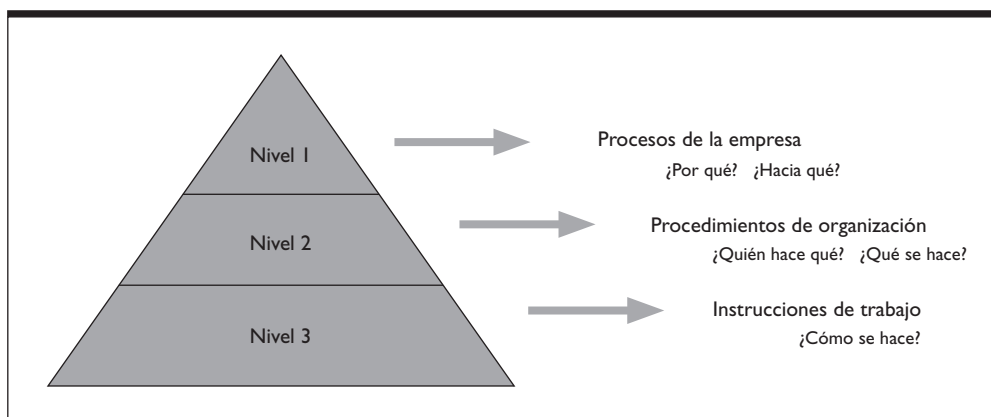 Nivel 1
Procesos de la empresa
¿Por qué? ¿Hacia qué?
Nivel 2
Procedimientos de organización
¿Quién hace qué? ¿Qué se hace?
Nivel 3
Instrucciones de trabajo
¿Cómo se hace?